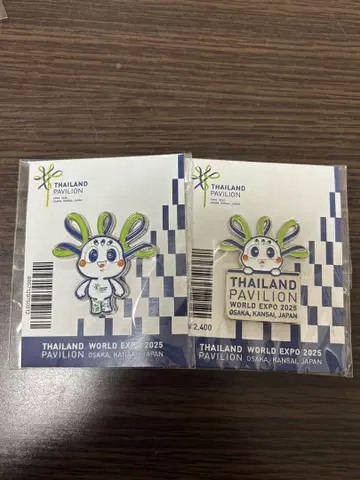 THAILAND
PAVILION
THAILAND WORLD EXPO 2025
PAVILION OSAKA, KANSAI, JAPAN
THAILAND
PAVILION
THAILAND
PAVILION
WORLD EXPO 2025
OSAKA, KANSAI, JAPAN
¥2,400
THAILAND WORLD EXPO 2025
PAVILION OSAKA, KANSAI, JAPAN